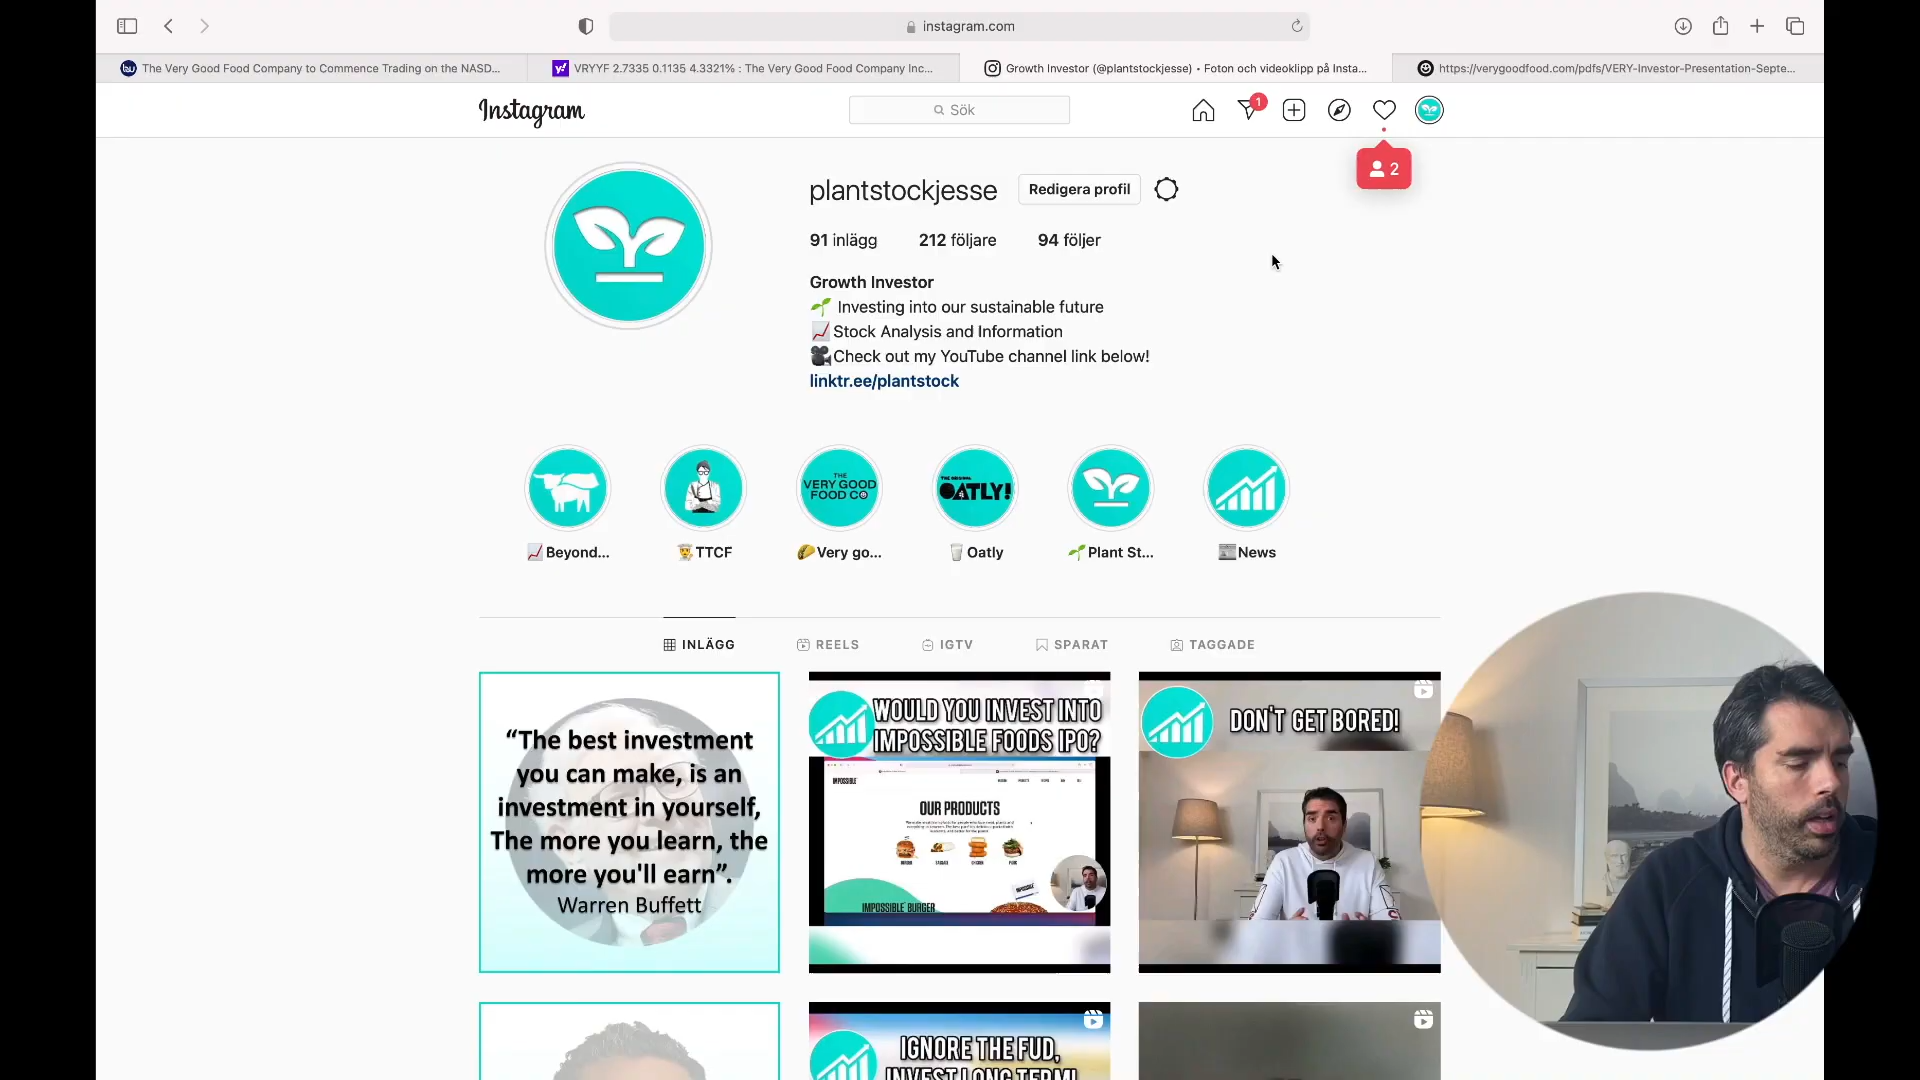 instagram.com
The Very Good Food Company to Commence Trading on the NASD...
VRYYF 2.7335 0.1135 4.3321% : The Very Good Food Company Inc...
Growth Investor (@plantstockjesse) • Foton och videoklipp på Insta...
https://verygoodfood.com/pdfs/VERY-Investor-Presentation-Septe...
Instagram
Sök
1
2
plantstockjesse
Redigera profil
91 inlägg
212 följare
94 följer
Growth Investor
🌱 Investing into our sustainable future
📈Stock Analysis and Information
🎥Check out my YouTube channel link below!
linktr.ee/plantstock
THE
VERY GOOD
FOOD CO
THE ORIGINAL
OATLY!
📈Beyond...
👨‍🍳TTCF
🌮Very go...
🥛Oatly
🌱Plant St...
📰News
INLÄGG
REELS
IGTV
SPARAT
TAGGADE
“The best investment
you can make, is an
investment in yourself,
The more you learn, the
more you'll earn”.
Warren Buffett
WOULD YOU INVEST INTO
IMPOSSIBLE FOODS IPO?
IMPOSSIBLE
OUR PRODUCTS
IMPOSSIBLE BURGER
DON'T GET BORED!
IGNORE THE FUD,
INVEST LONG TERM!